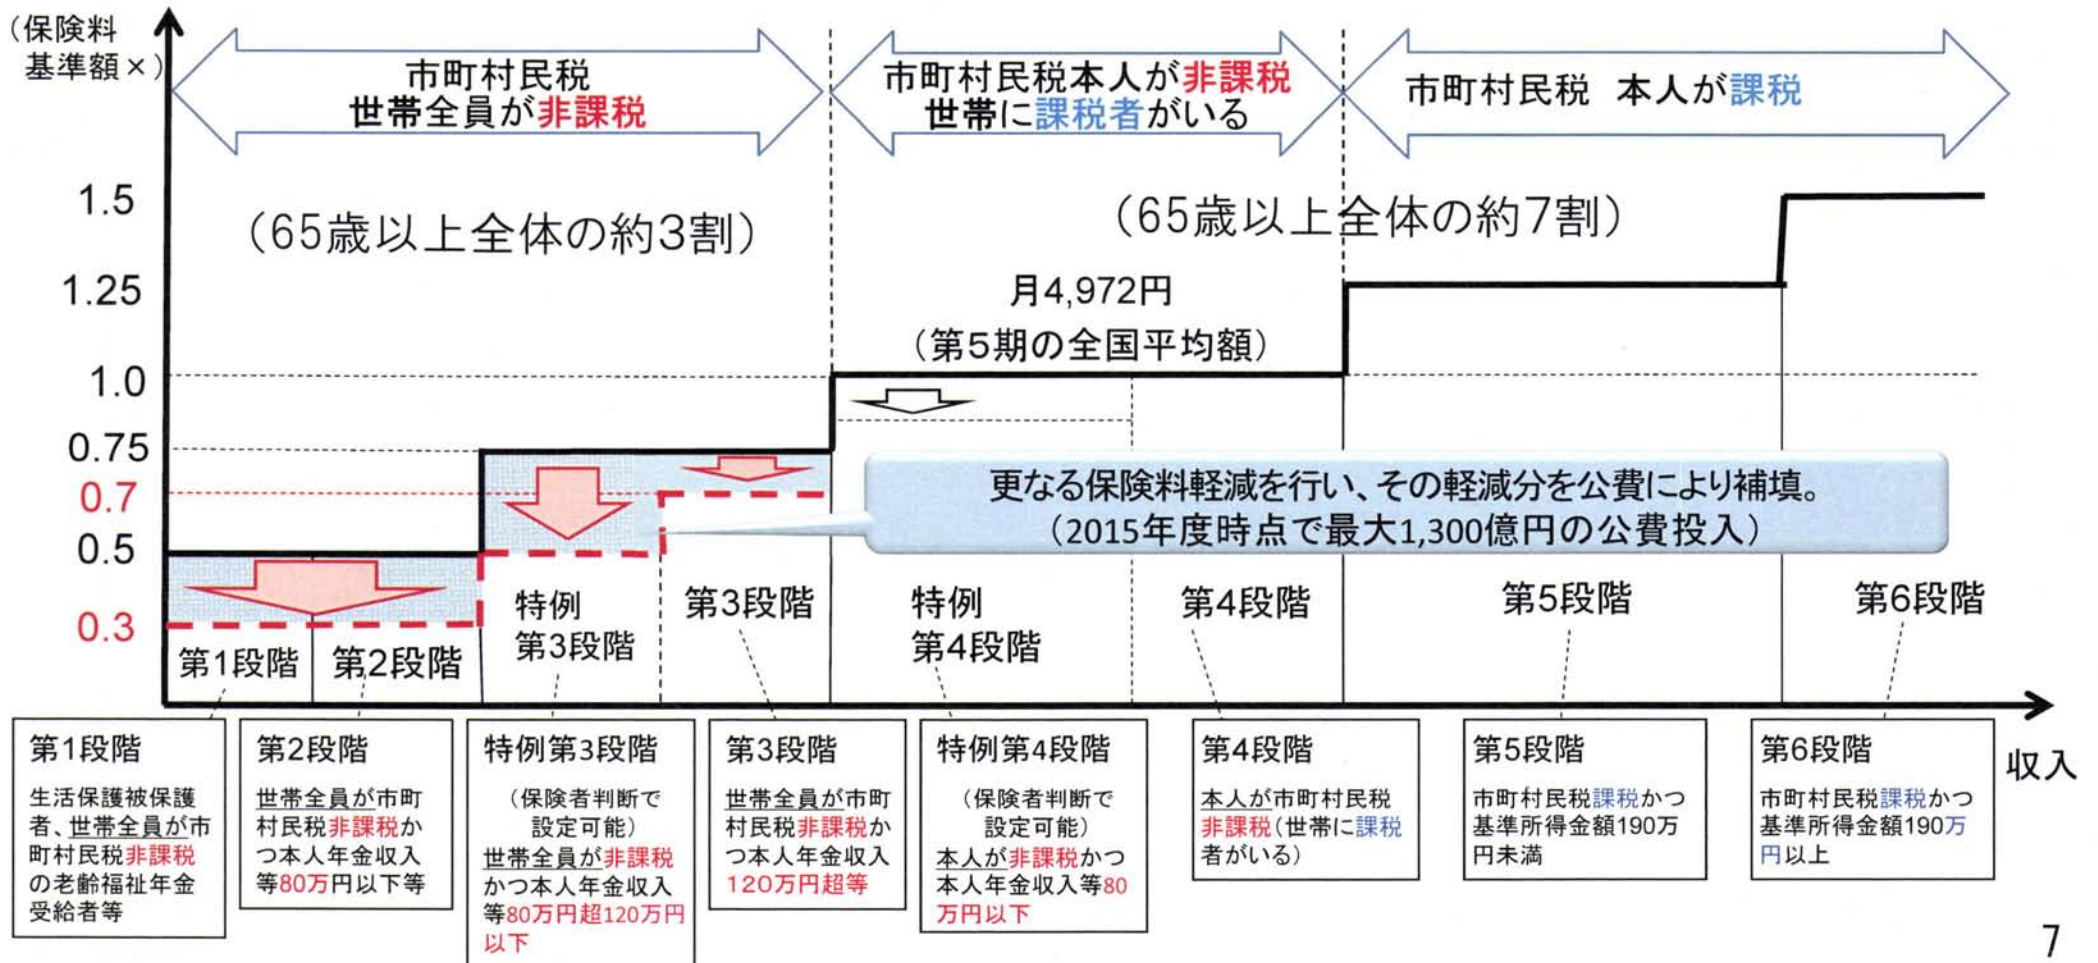 (保険料
基準額×)
市町村民税
世帯全員が非課税
市町村民税本人が非課税
世帯に課税者がいる
市町村民税 本人が課税
1.5
1.25
1.0
0.75
0.7
0.5
0.3
(65歳以上全体の約3割)
(65歳以上全体の約7割)
月4,972円
(第5期の全国平均額)
更なる保険料軽減を行い、その軽減分を公費により補填。
(2015年度時点で最大1,300億円の公費投入)
第1段階
第2段階
特例
第3段階
第3段階
特例
第4段階
第4段階
第5段階
第6段階
収入
第1段階
生活保護被保護
者、世帯全員が市
町村民税非課税
の老齢福祉年金
受給者等
第2段階
世帯全員が市町
村民税非課税か
つ本人年金収入
等80万円以下等
特例第3段階
(保険者判断で
設定可能)
世帯全員が非課税
かつ本人年金収入
等80万円超120万円
以下
第3段階
世帯全員が市町
村民税非課税か
つ本人年金収入
120万円超等
特例第4段階
(保険者判断で
設定可能)
本人が非課税かつ
本人年金収入等80
万円以下
第4段階
本人が市町村民税
非課税(世帯に課税
者がいる)
第5段階
市町村民税課税かつ
基準所得金額190万
円未満
第6段階
市町村民税課税かつ
基準所得金額190万
円以上
7